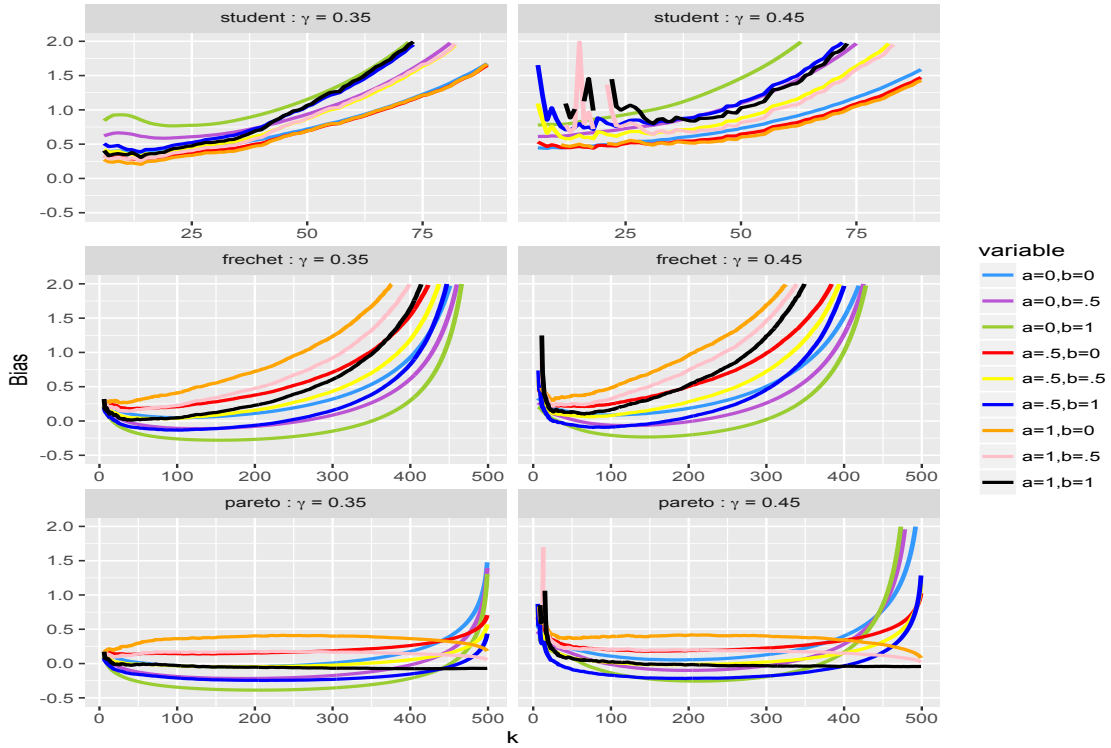 student : γ = 0.35
student : γ = 0.45
2.0
1.5
1.0
0.5
0.0
-0.5
25 50 75
25 50 75
frechet : γ = 0.35
frechet : γ = 0.45
2.0
1.5
1.0
0.5
0.0
-0.5
0 100 200 300 400 500
0 100 200 300 400 500
pareto : γ = 0.35
pareto : γ = 0.45
2.0
1.5
1.0
0.5
0.0
-0.5
0 100 200 300 400 500
0 100 200 300 400 500
Bias
k
variable
a=0,b=0
a=0,b=.5
a=0,b=1
a=.5,b=0
a=.5,b=.5
a=.5,b=1
a=1,b=0
a=1,b=.5
a=1,b=1